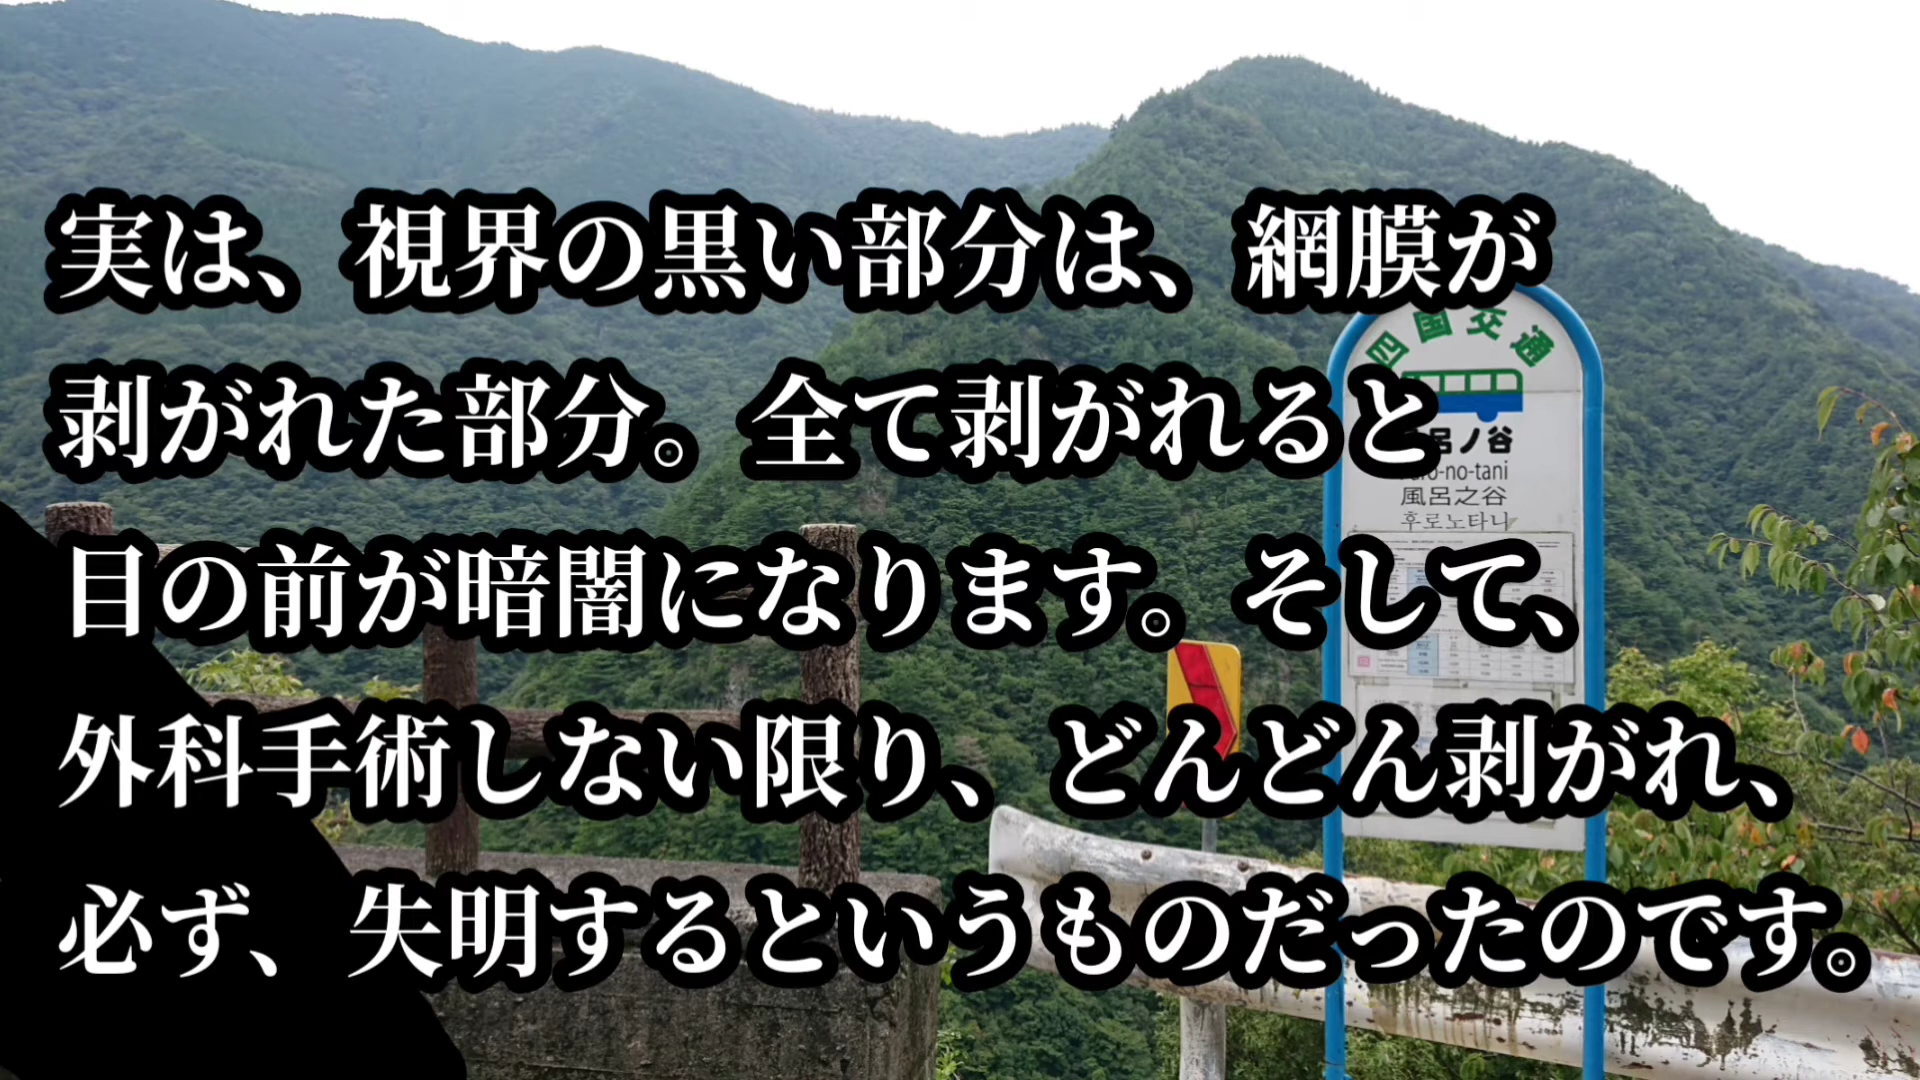 実は、視界の黒い部分は、網膜が
剥がれた部分。全て剥がれると
目の前が暗闇になります。そして、
外科手術しない限り、どんどん剥がれ、
必ず、失明するというものだったのです。
四国交通
呂ノ谷
ro-no-tani
風呂之谷
후로노타니